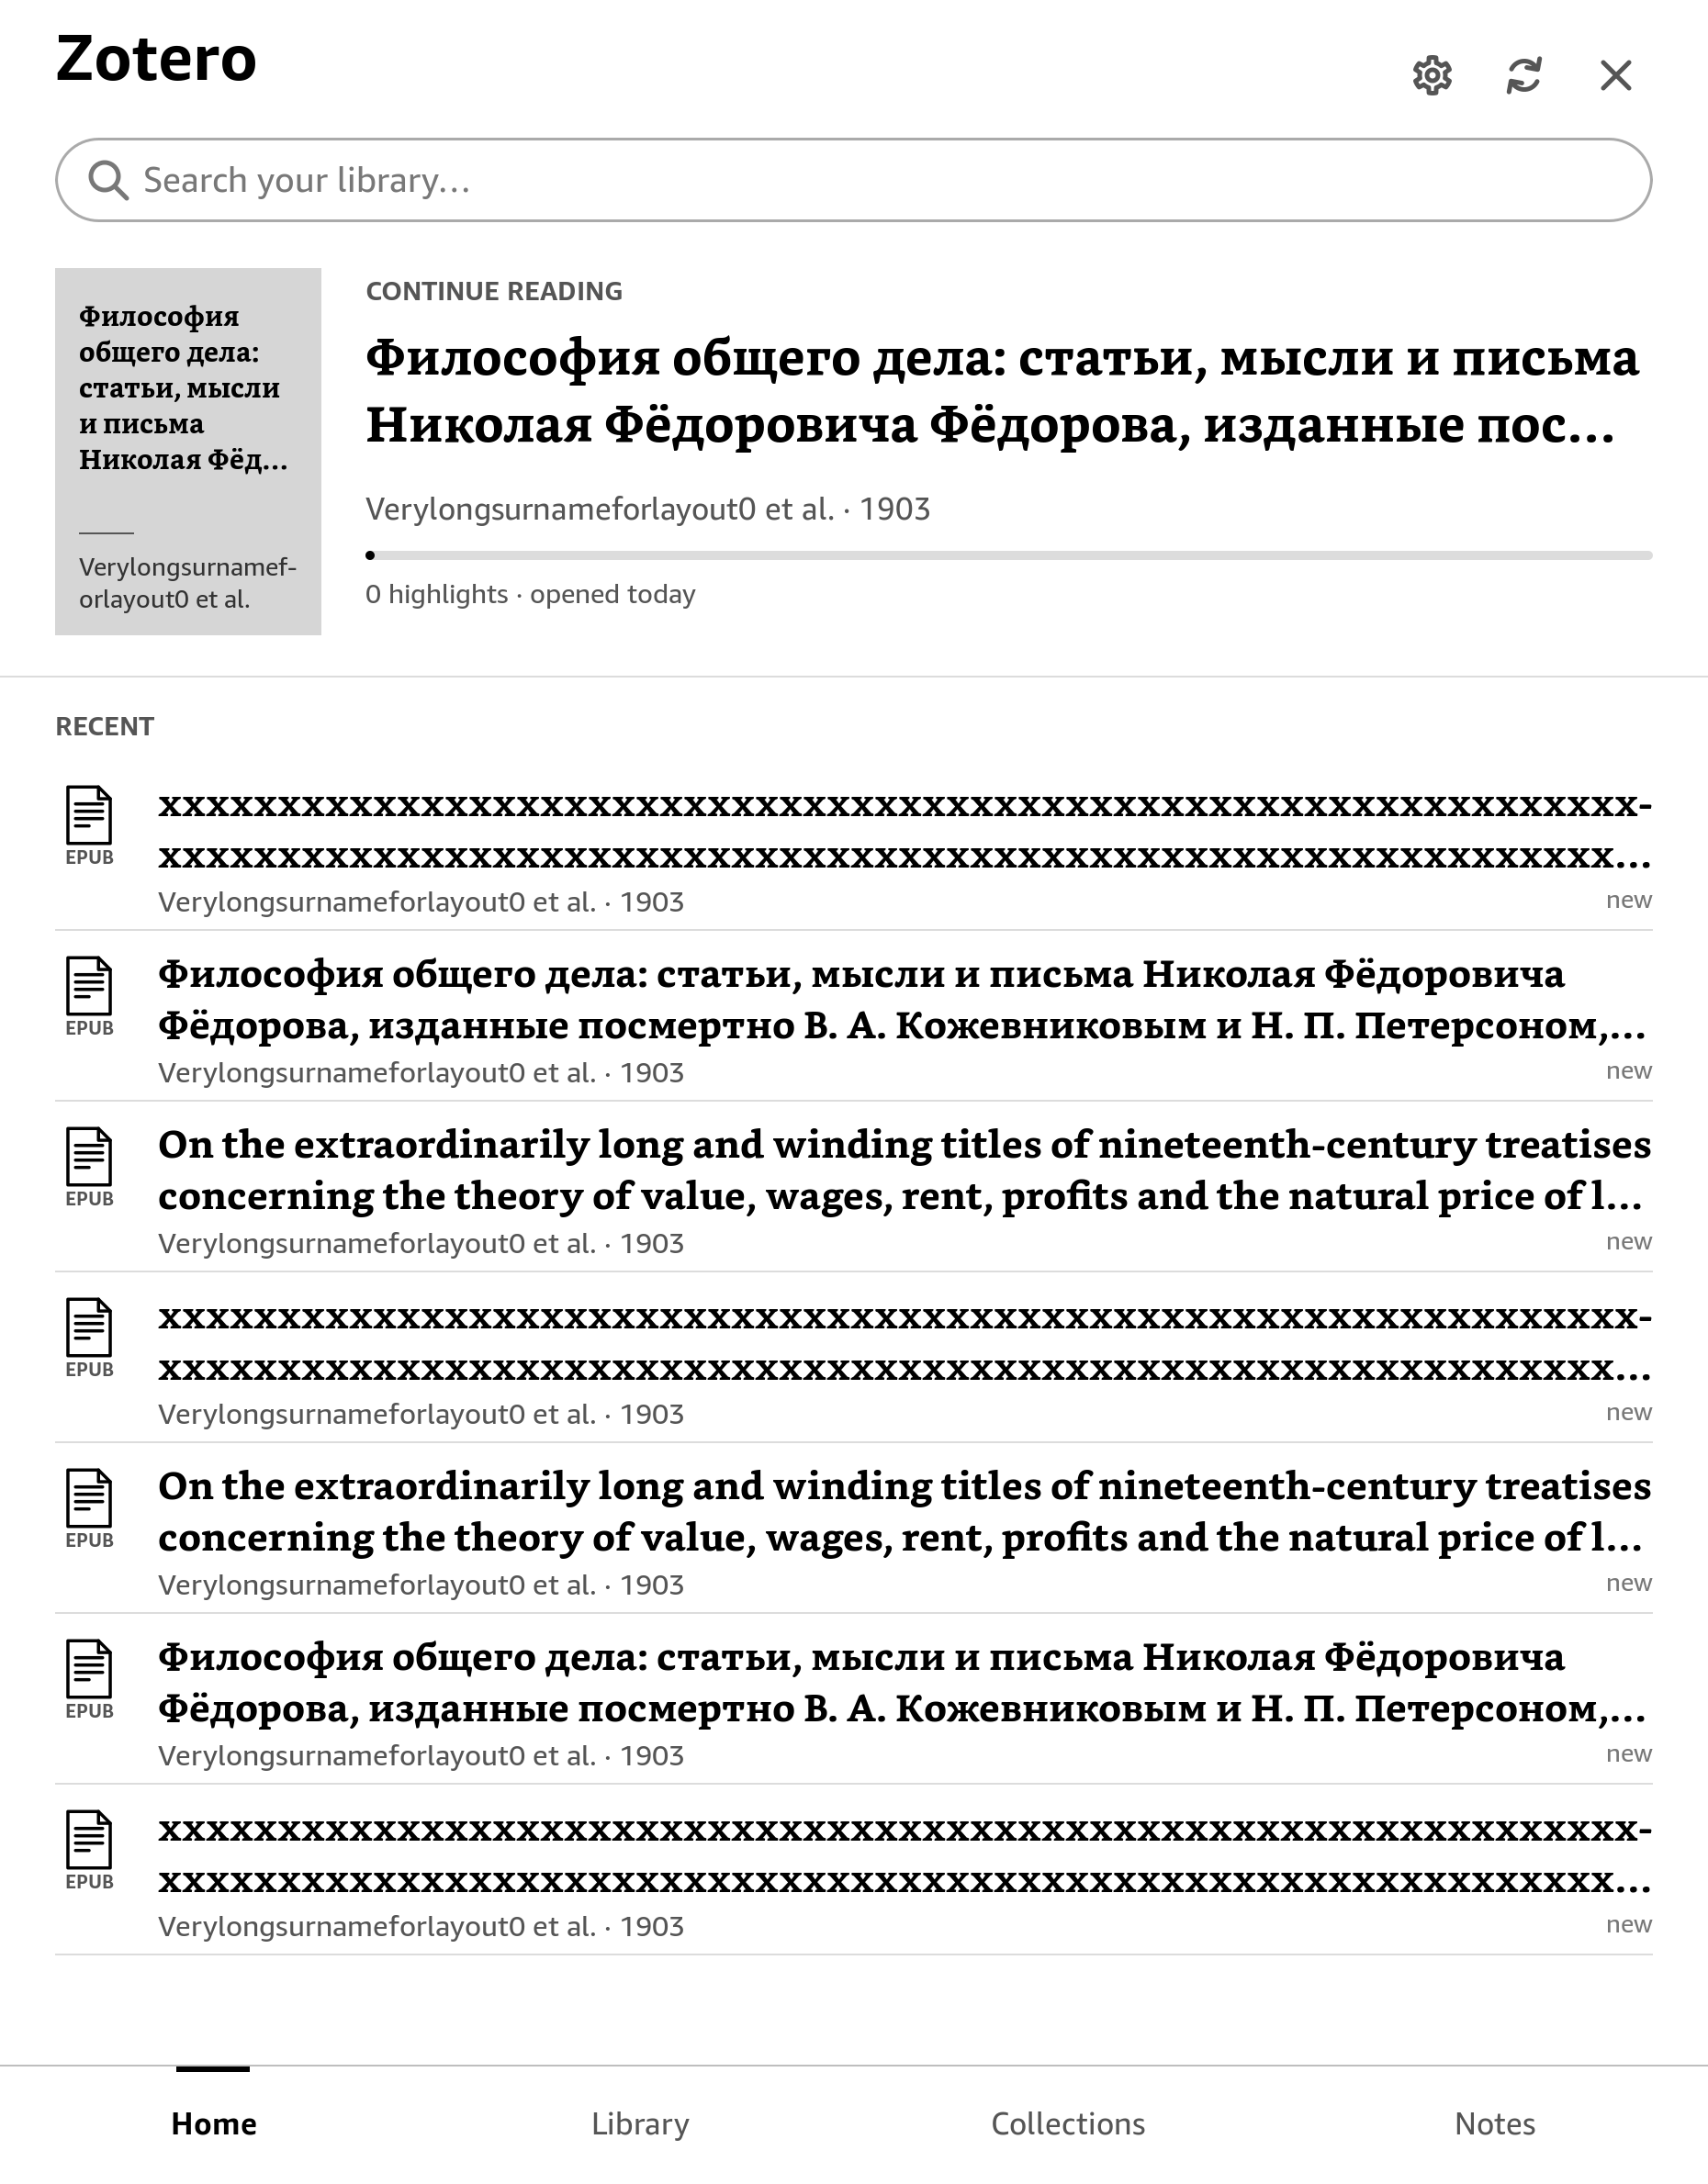 Zotero
Search your library...
Философия
общего дела:
статьи, мысли
и письма
Николая Фёд...
Verylongsurnamef-
orlayout0 et al.
CONTINUE READING
Философия общего дела: статьи, мысли и письма
Николая Фёдоровича Фёдорова, изданные пос...
Verylongsurnameforlayout0 et al. · 1903
0 highlights · opened today
RECENT
EPUB
xxxxxxxxxxxxxxxxxxxxxxxxxxxxxxxxxxxxxxxxxxxxxxxxxxxxxxxxxxxxxx-
xxxxxxxxxxxxxxxxxxxxxxxxxxxxxxxxxxxxxxxxxxxxxxxxxxxxxxxxxxxxx...
Verylongsurnameforlayout0 et al. · 1903
new
EPUB
Философия общего дела: статьи, мысли и письма Николая Фёдоровича
Фёдорова, изданные посмертно В. А. Кожевниковым и Н. П. Петерсоном,...
Verylongsurnameforlayout0 et al. · 1903
new
EPUB
On the extraordinarily long and winding titles of nineteenth-century treatises
concerning the theory of value, wages, rent, profits and the natural price of l...
Verylongsurnameforlayout0 et al. · 1903
new
EPUB
xxxxxxxxxxxxxxxxxxxxxxxxxxxxxxxxxxxxxxxxxxxxxxxxxxxxxxxxxxxxxx-
xxxxxxxxxxxxxxxxxxxxxxxxxxxxxxxxxxxxxxxxxxxxxxxxxxxxxxxxxxxxx...
Verylongsurnameforlayout0 et al. · 1903
new
EPUB
On the extraordinarily long and winding titles of nineteenth-century treatises
concerning the theory of value, wages, rent, profits and the natural price of l...
Verylongsurnameforlayout0 et al. · 1903
new
EPUB
Философия общего дела: статьи, мысли и письма Николая Фёдоровича
Фёдорова, изданные посмертно В. А. Кожевниковым и Н. П. Петерсоном,...
Verylongsurnameforlayout0 et al. · 1903
new
EPUB
xxxxxxxxxxxxxxxxxxxxxxxxxxxxxxxxxxxxxxxxxxxxxxxxxxxxxxxxxxxxxx-
xxxxxxxxxxxxxxxxxxxxxxxxxxxxxxxxxxxxxxxxxxxxxxxxxxxxxxxxxxxxx...
Verylongsurnameforlayout0 et al. · 1903
new
Home
Library
Collections
Notes